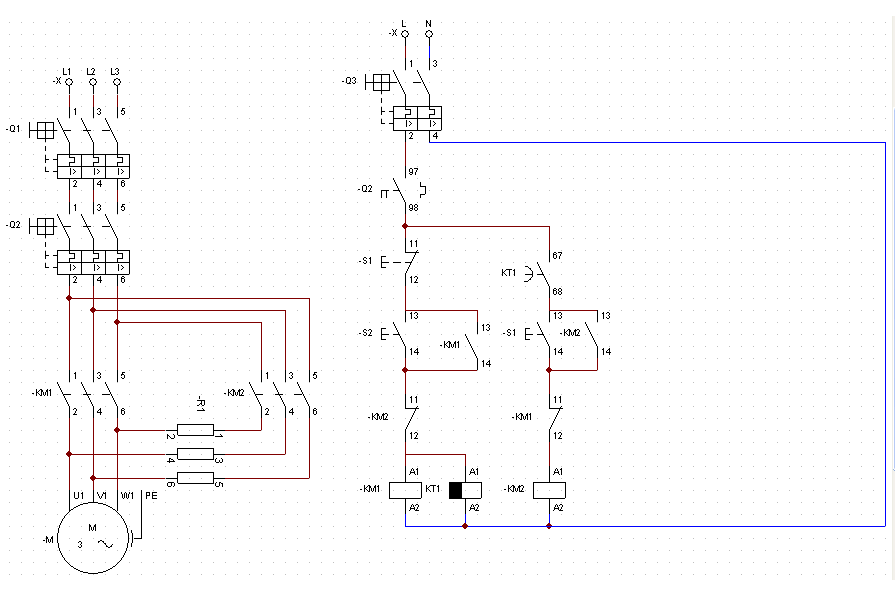 L N
-X
1 3
-Q3
2 4
L1 L2 L3
-X
1 3 5
-Q1
2 4 6
1 3 5
-Q2
2 4 6
1 3 5
-KM1
2 4 6
-R1
1 3 5
-KM2
2 4 6
2 1
4 3
6 5
U1 V1 W1 PE
M
3
-M
97
-Q2
98
11
-S1
12
67
KT1
68
13
-S2
14
13
-KM1
14
13
-S1
14
13
-KM2
14
11
-KM2
12
11
-KM1
12
A1 A1 A1
-KM1 KT1 -KM2
A2 A2 A2